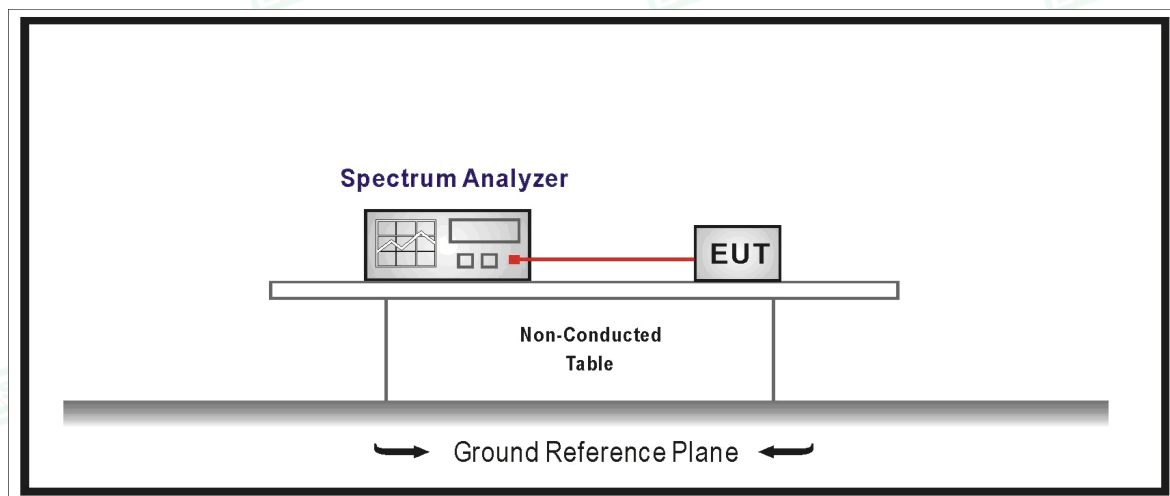 Spectrum Analyzer
EUT
Non-Conducted
Table
Ground Reference Plane